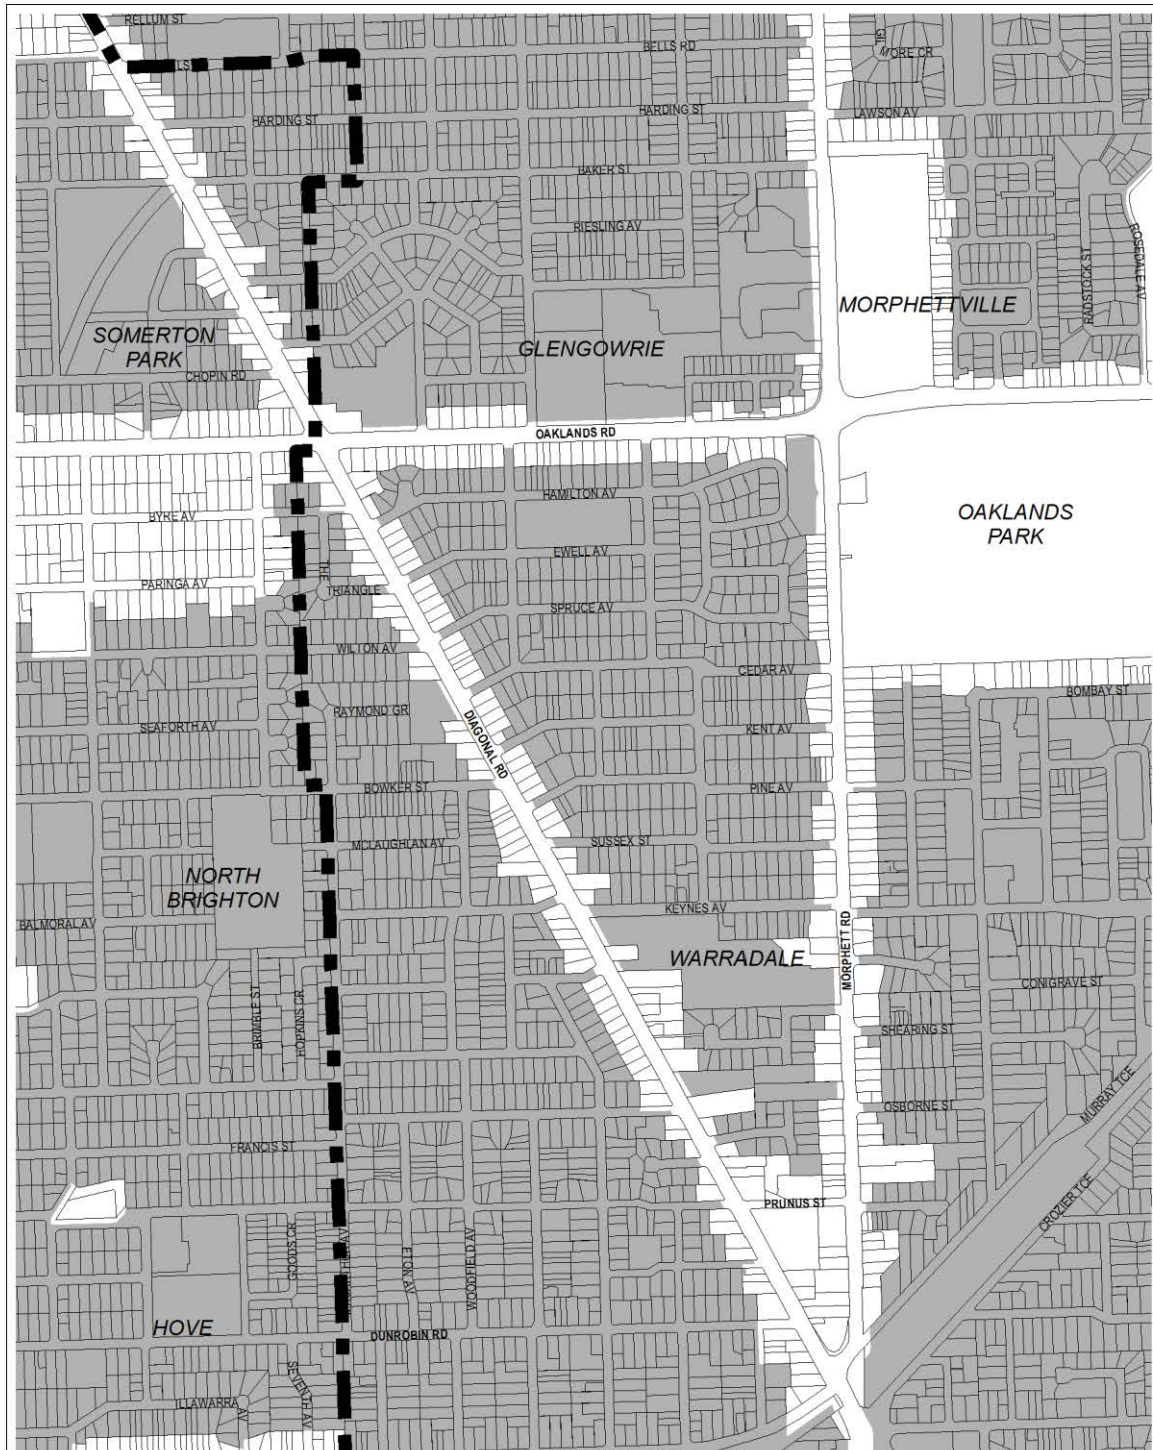 RELLUM ST
BELLS RD
GIL
MORE CR
HARDING ST
HARDING ST
LAWSON AV
BAKER ST
RIESLING AV
ROSEDALE AV
RADSTOCK ST
MORPHETTVILLE
SOMERTON
PARK
GLENGOWRIE
CHOPIN RD
OAKLANDS RD
HAMILTON AV
OAKLANDS
PARK
BYRE AV
EWELL AV
THE
TRIANGLE
PARINGA AV
SPRUCE AV
WILTON AV
CEDAR AV
BOMBAY ST
RAYMOND GR
SEAFORTH AV
DIAGONAL RD
KENT AV
BOWKER ST
PINE AV
MCLAUGHLAN AV
SUSSEX ST
NORTH
BRIGHTON
KEYNES AV
BALMORAL AV
MORPHETT RD
WARRADALE
CONIGRAVE ST
BRIMBLE ST
HOPKINS CR
SHEARING ST
MURRAY TCE
OSBORNE ST
FRANCIS ST
PRUNUS ST
CROZIER TCE
GOODS CR
ETON AV
WOODFIELD AV
HOVE
DUNROBIN RD
SEVENTH AV
ILLAWARRA
AV